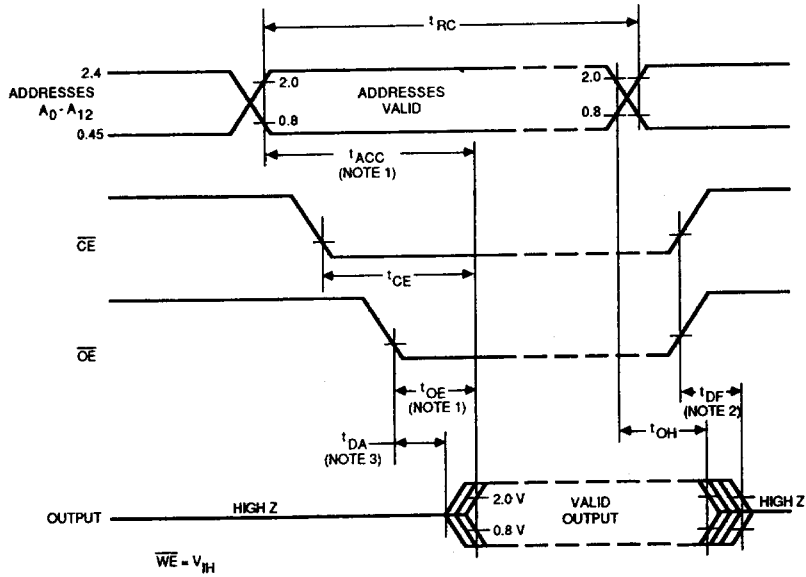 tRC
2.4
2.0
2.0
ADDRESSES
A0 - A12
ADDRESSES
VALID
0.8
0.8
0.45
tACC
(NOTE 1)
CE
tCE
OE
tOE
(NOTE 1)
tDF
(NOTE 2)
tDA
(NOTE 3)
tOH
HIGH Z
2.0 V
VALID
OUTPUT
HIGH Z
OUTPUT
0.8 V
WE = VIH